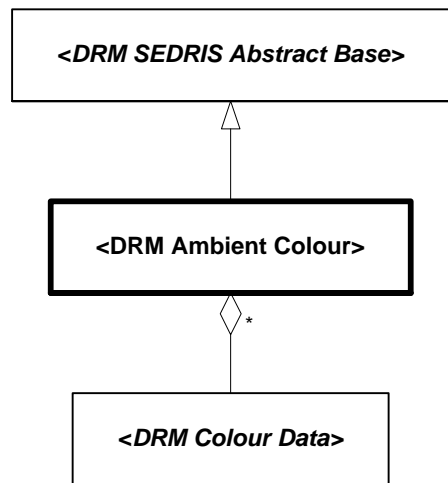 <DRM SEDRIS Abstract Base>
<DRM Ambient Colour>
*
<DRM Colour Data>